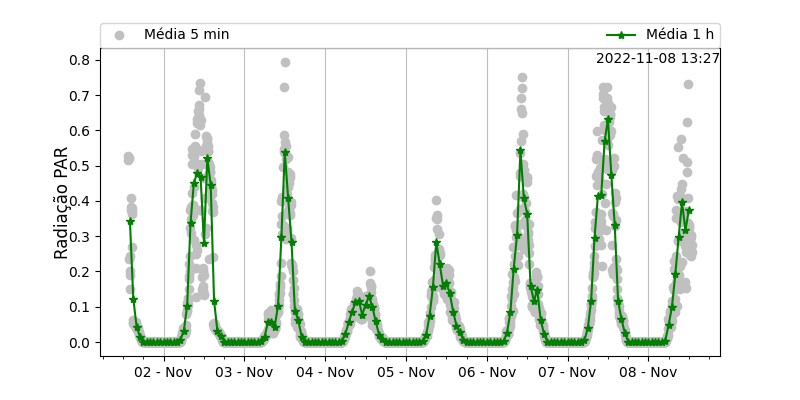 Média 5 min
Média 1 h
2022-11-08 13:27
Radiação PAR
0.8
0.7
0.6
0.5
0.4
0.3
0.2
0.1
0.0
02 - Nov
03 - Nov
04 - Nov
05 - Nov
06 - Nov
07 - Nov
08 - Nov